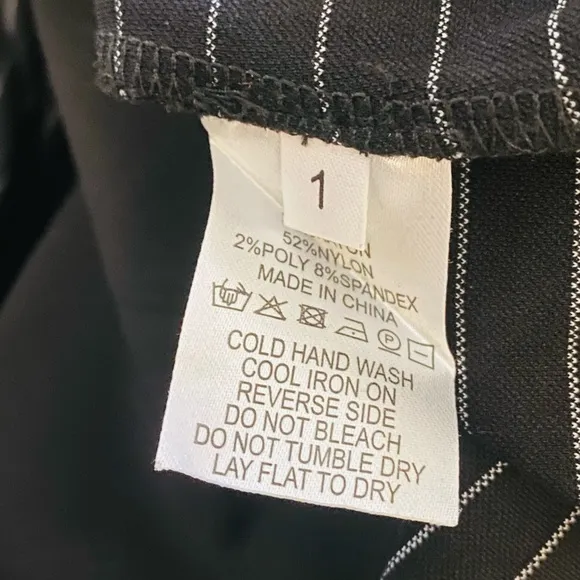 1
52%NYLON
2%POLY 8%SPANDEX
MADE IN CHINA
P
COLD HAND WASH
COOL IRON ON
REVERSE SIDE
DO NOT BLEACH
DO NOT TUMBLE DRY
LAY FLAT TO DRY